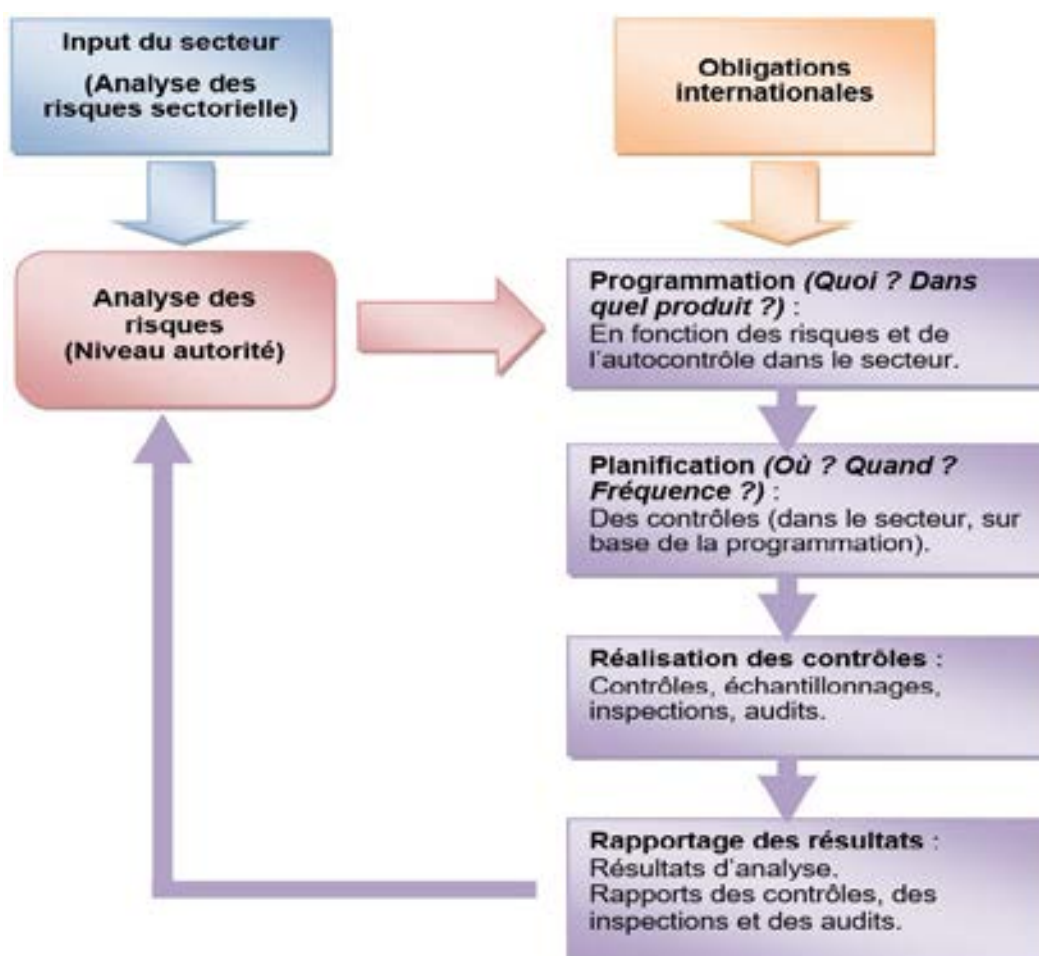 Input du secteur
(Analyse des
risques sectorielle)
Obligations
internationales
Analyse des
risques
(Niveau autorité)
Programmation (Quoi ? Dans
quel produit ?) :
En fonction des risques et de
l'autocontrôle dans le secteur.
Planification (Où ? Quand ?
Fréquence ?) :
Des contrôles (dans le secteur, sur
base de la programmation).
Réalisation des contrôles :
Contrôles, échantillonnages,
inspections, audits.
Rapportage des résultats :
Résultats d'analyse.
Rapports des contrôles, des
inspections et des audits.